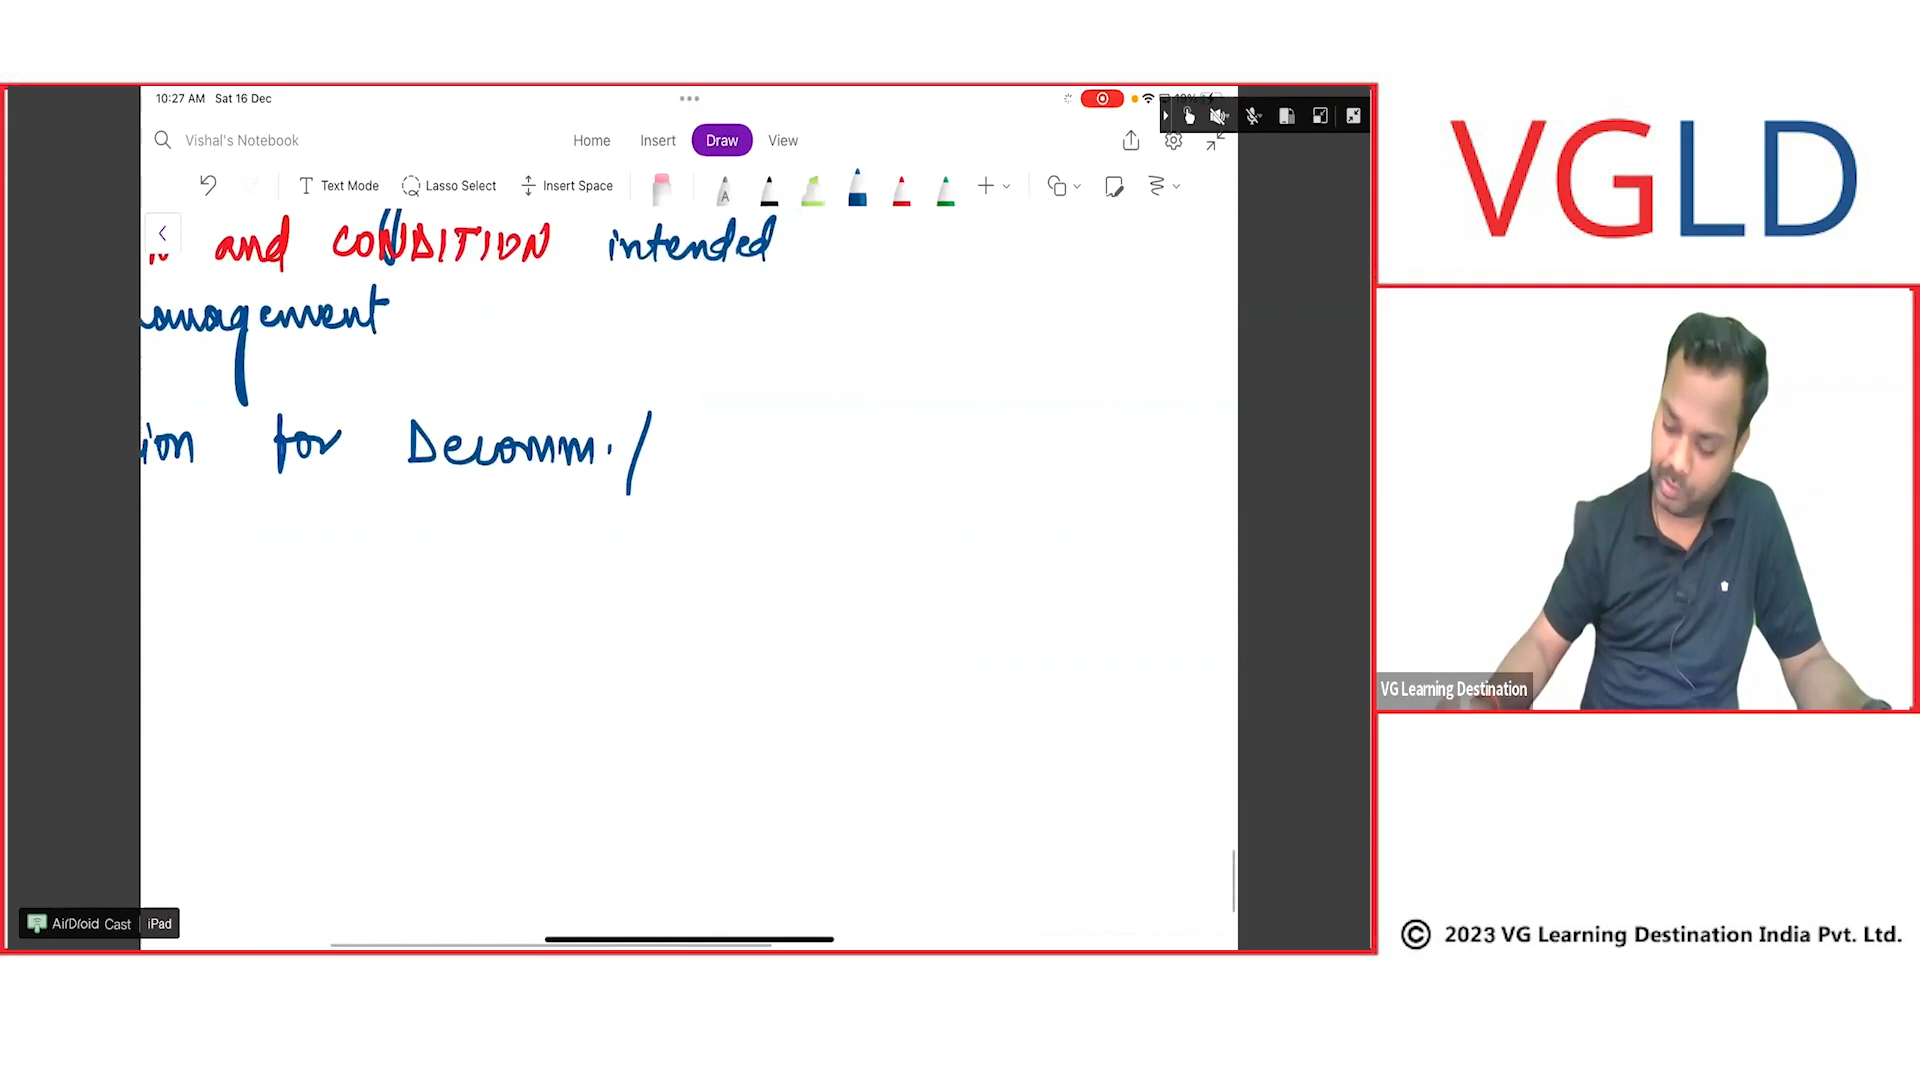 10:27 AM Sat 16 Dec
19%
VGLD
Vishal's Notebook
Home Insert Draw View
Text Mode Lasso Select Insert Space
A
and CONDITION intended
anagement
ion for Decomm./
VG Learning Destination
AirDroid Cast iPad
© 2023 VG Learning Destination India Pvt. Ltd.